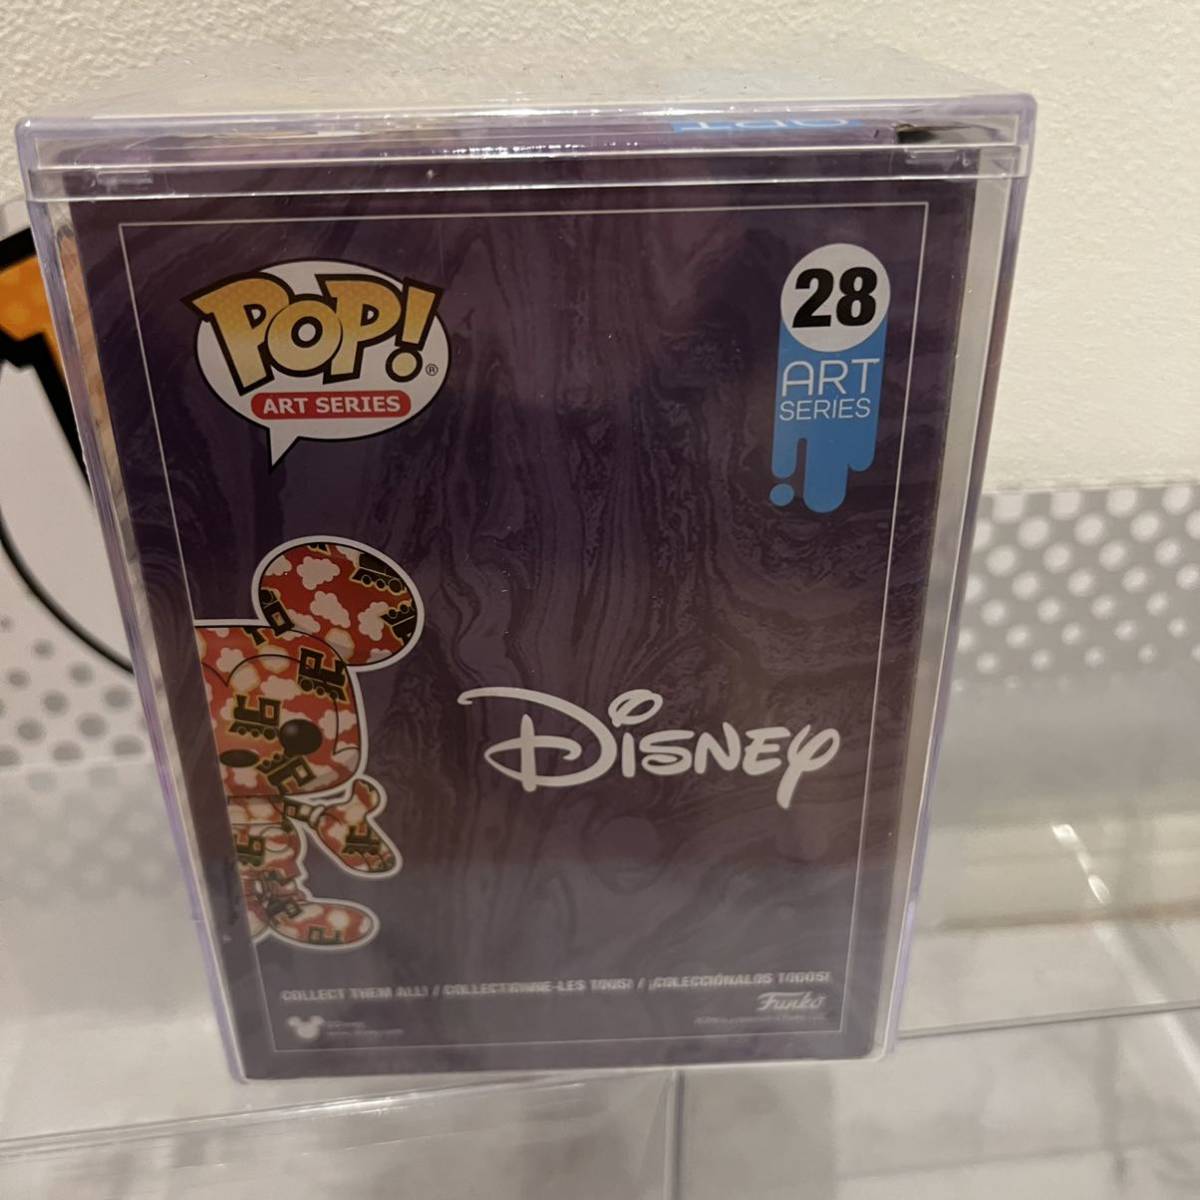 POP!®
ART SERIES
28
ART
SERIES
Disney
COLLECT THEM ALL! / COLLECTIONNE-LES TOUS! / ¡COLECCIÓNALOS TODOS!
Funko